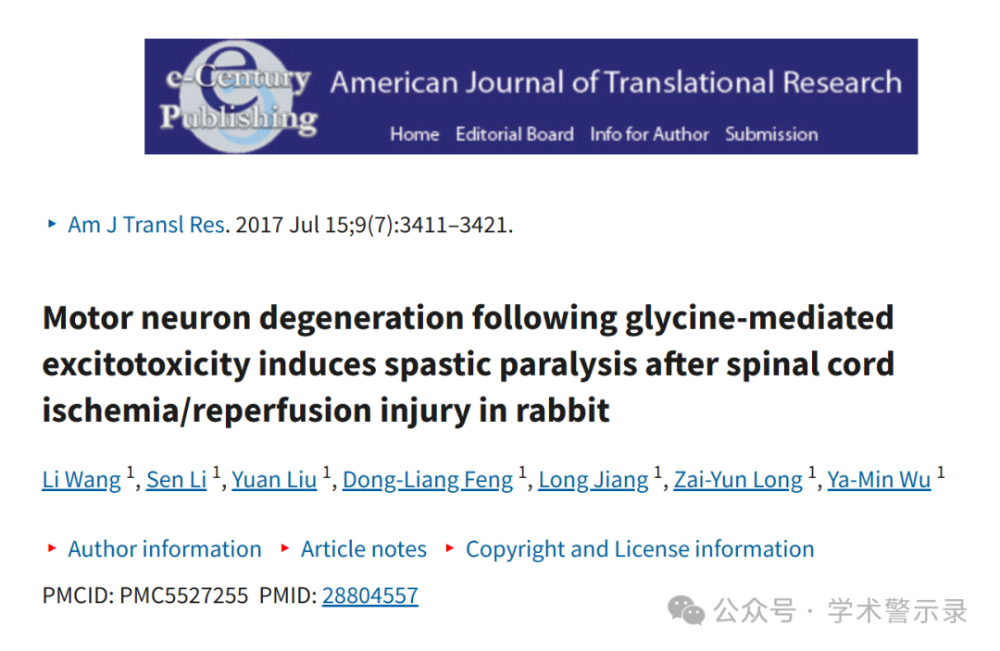 e-Century
Publishing
American Journal of Translational Research
Home Editorial Board Info for Author Submission
Am J Transl Res. 2017 Jul 15;9(7):3411–3421.
Motor neuron degeneration following glycine-mediated
excitotoxicity induces spastic paralysis after spinal cord
ischemia/reperfusion injury in rabbit
Li Wang 1, Sen Li 1, Yuan Liu 1, Dong-Liang Feng 1, Long Jiang 1, Zai-Yun Long 1, Ya-Min Wu 1
Author information Article notes Copyright and License information
PMCID: PMC5527255 PMID: 28804557
公众号 · 学术警示录